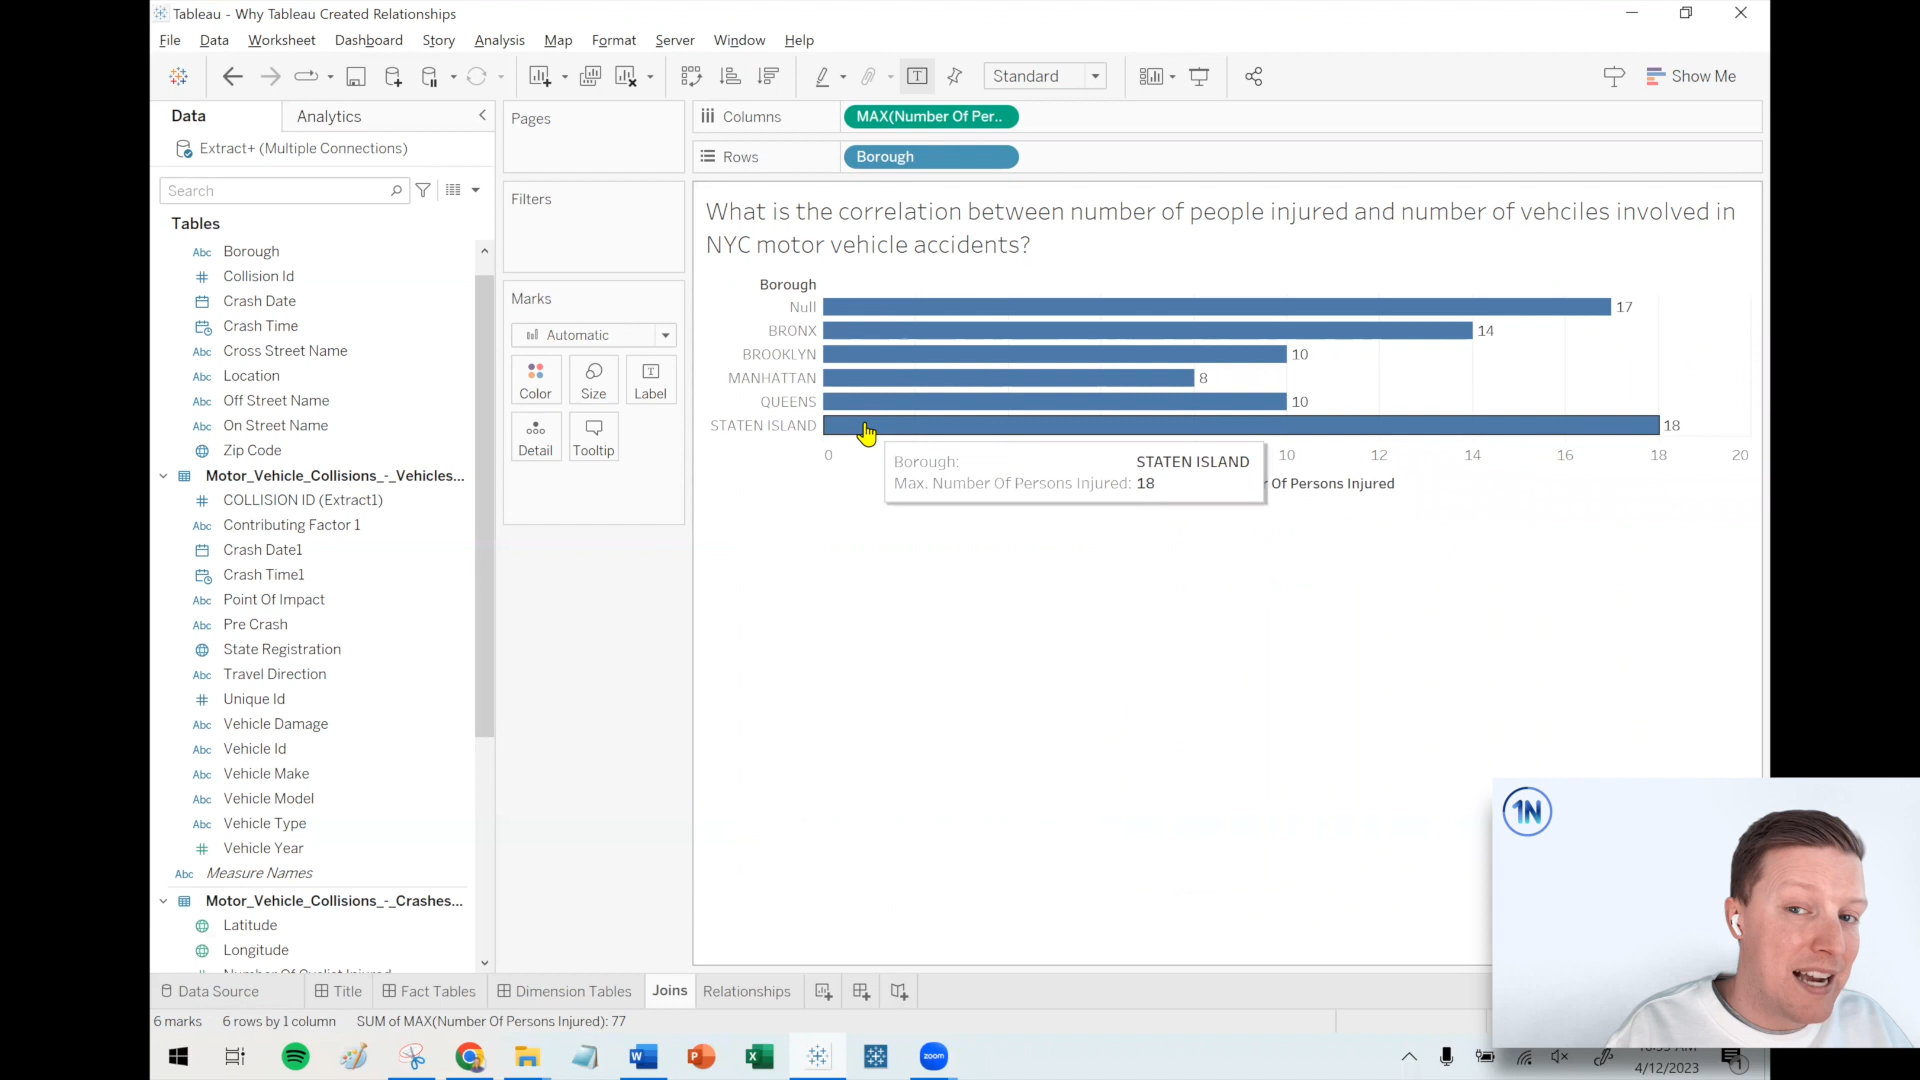 Tableau - Why Tableau Created Relationships
File Data Worksheet Dashboard Story Analysis Map Format Server Window Help
Standard
Show Me
Data
Analytics
Extract+ (Multiple Connections)
Search
Tables
Abc Borough
# Collision Id
Crash Date
Crash Time
Abc Cross Street Name
Abc Location
Abc Off Street Name
Abc On Street Name
Zip Code
Motor_Vehicle_Collisions_-_Vehicles...
# COLLISION ID (Extract1)
Abc Contributing Factor 1
Crash Date1
Crash Time1
Abc Point Of Impact
Abc Pre Crash
State Registration
Abc Travel Direction
# Unique Id
Abc Vehicle Damage
Abc Vehicle Id
Abc Vehicle Make
Abc Vehicle Model
Abc Vehicle Type
# Vehicle Year
Abc Measure Names
Motor_Vehicle_Collisions_-_Crashes...
Latitude
Longitude
Number Of Cyclist Injured
Pages
Filters
Marks
Automatic
Color Size Label
Detail Tooltip
Columns MAX(Number Of Per..
Rows Borough
What is the correlation between number of people injured and number of vehciles involved in
NYC motor vehicle accidents?
Borough
Null 17
BRONX 14
BROOKLYN 10
MANHATTAN 8
QUEENS 10
STATEN ISLAND 18
0 10 12 14 16 18 20
Borough: STATEN ISLAND
Max. Number Of Persons Injured: 18
Of Persons Injured
1N
Data Source Title Fact Tables Dimension Tables Joins Relationships
6 marks 6 rows by 1 column SUM of MAX(Number Of Persons Injured): 77
zoom
4/12/2023
1